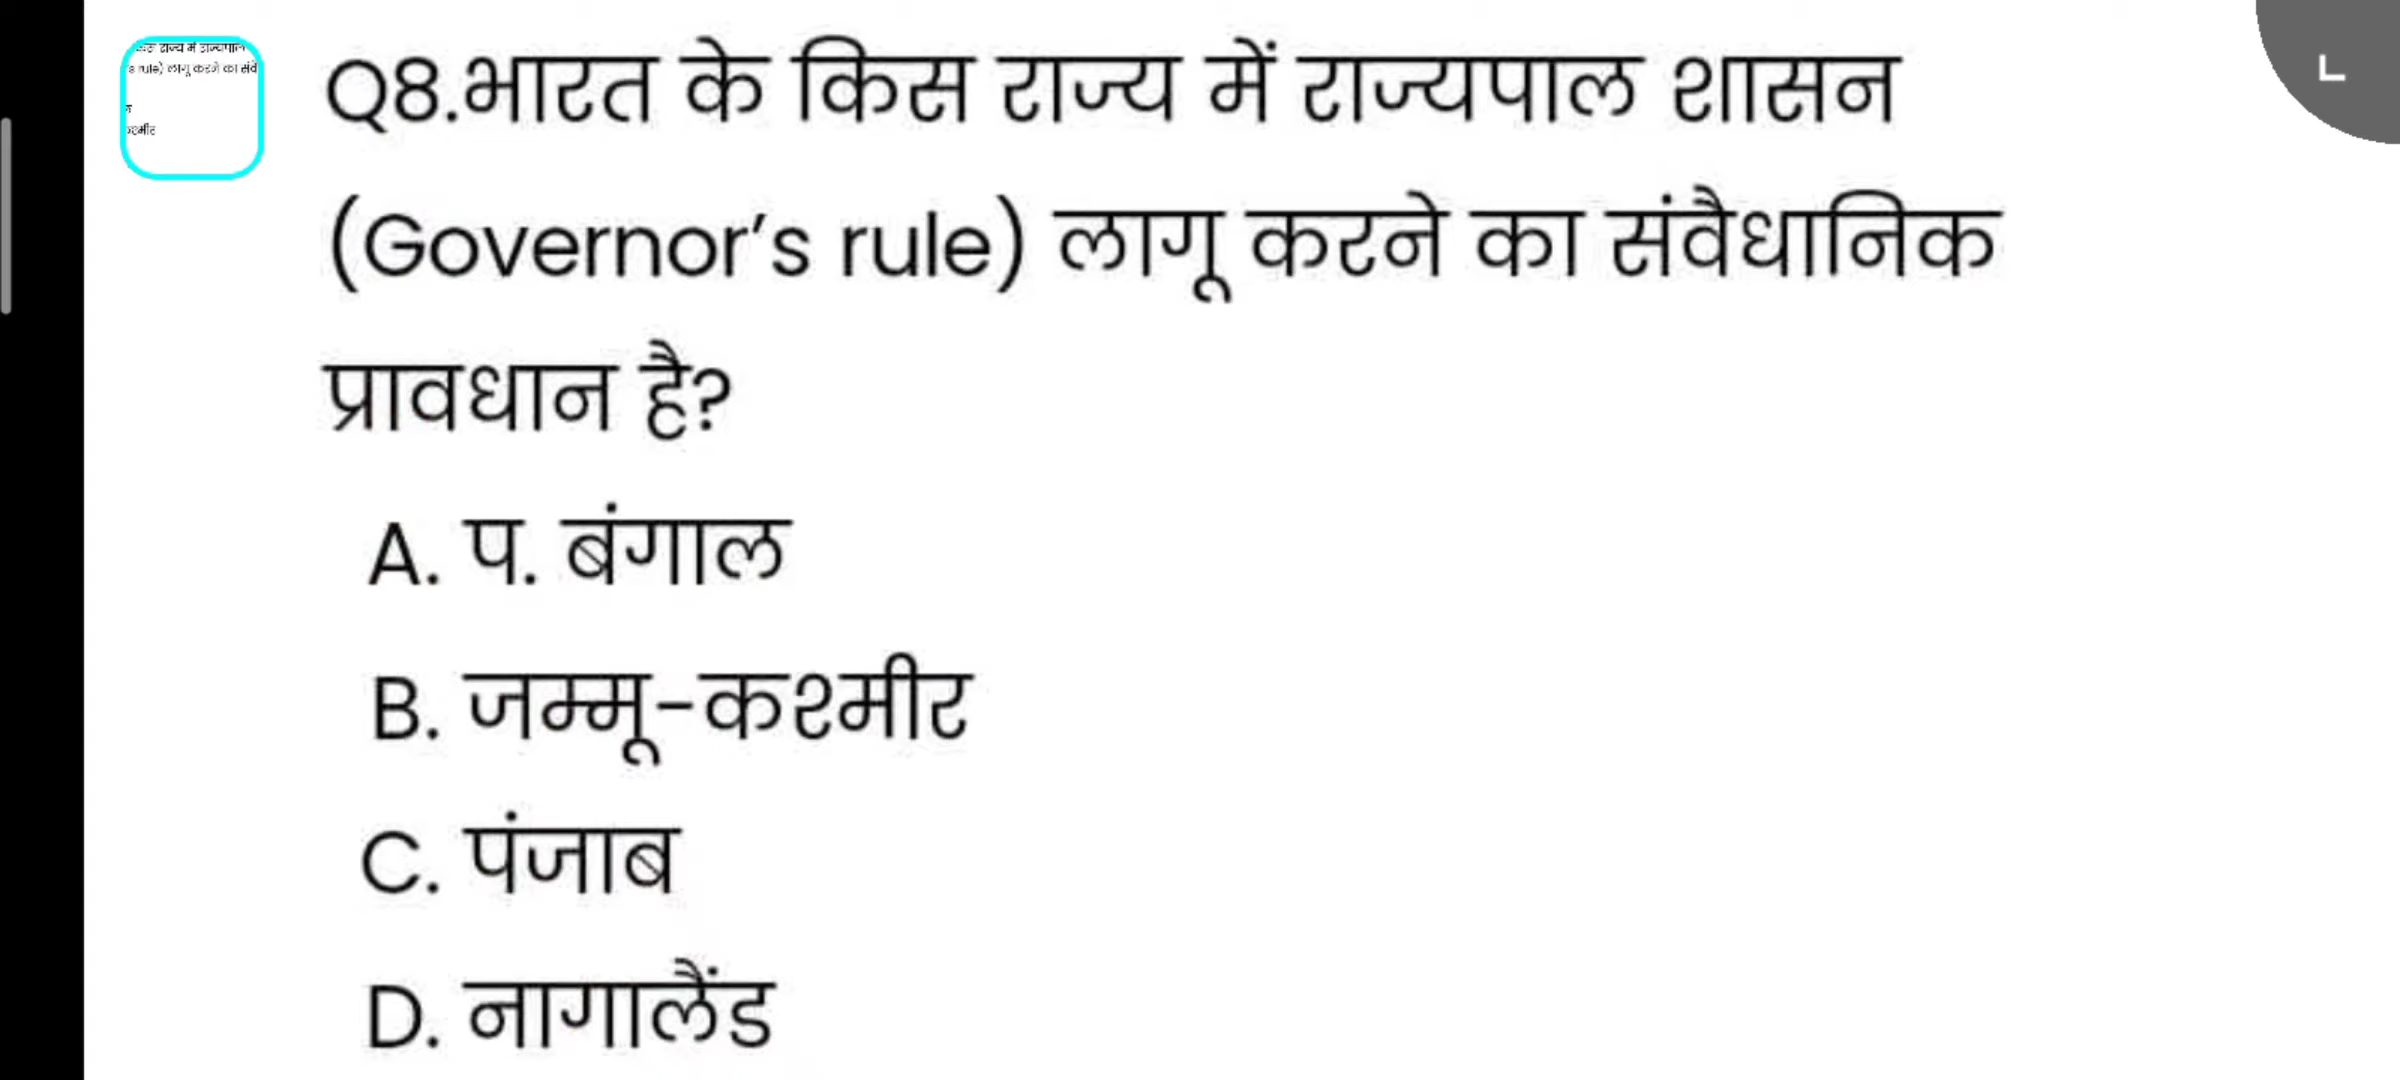 Q8.भारत के किस राज्य में राज्यपाल शासन
(Governor's rule) लागू करने का संवैधानिक
प्रावधान है?
A. प. बंगाल
B. जम्मू-कश्मीर
C. पंजाब
D. नागालैंड